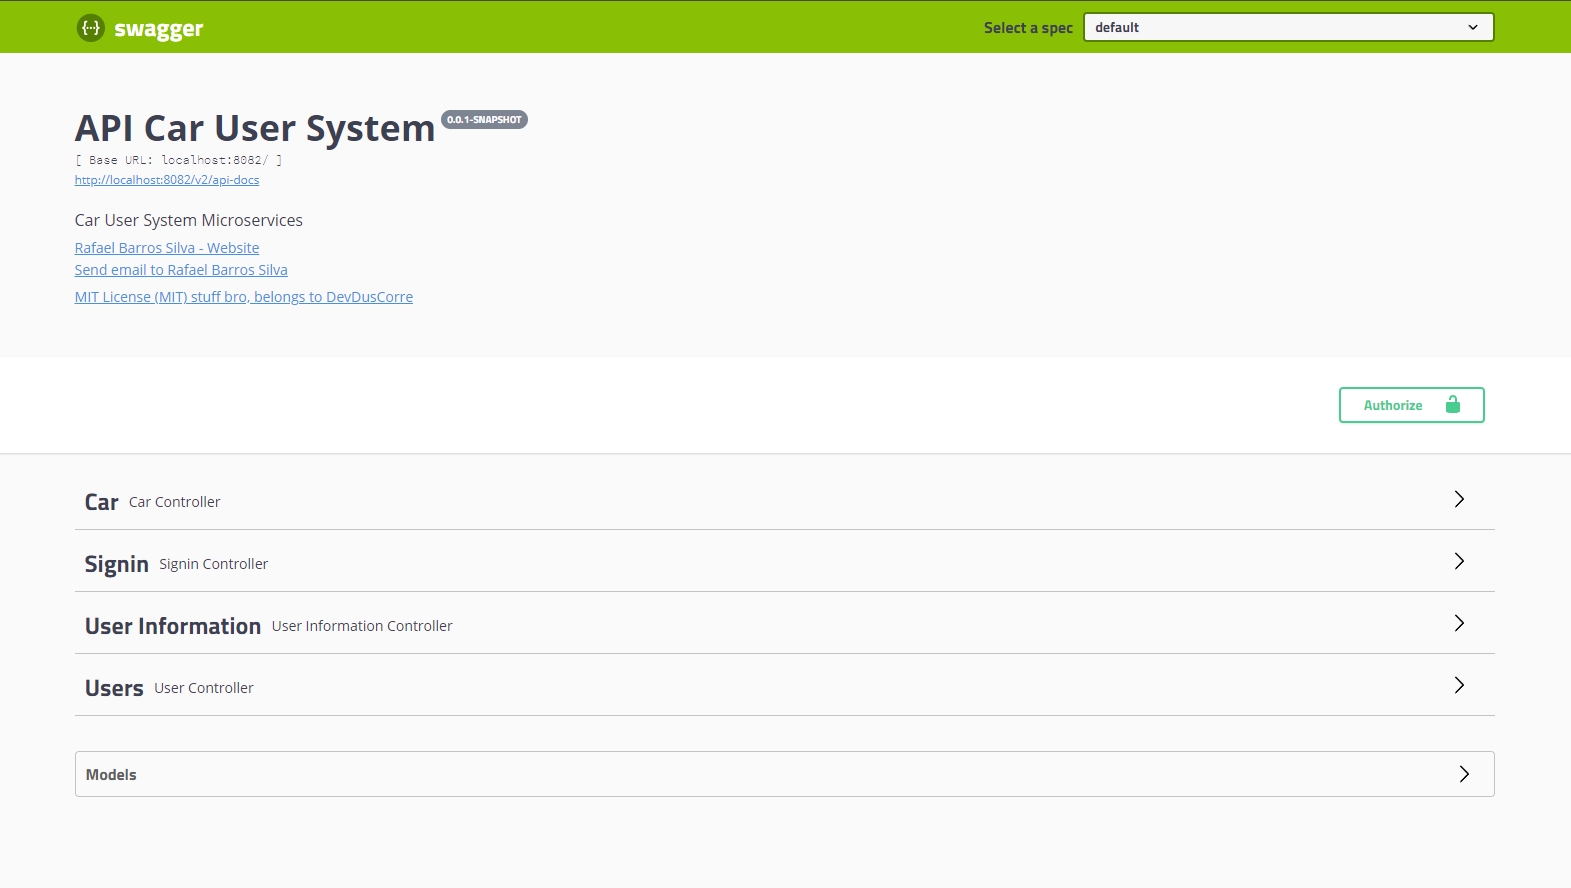 {···} swagger
Select a spec default
API Car User System 0.0.1-SNAPSHOT
[ Base URL: localhost:8082/ ]
http://localhost:8082/v2/api-docs
Car User System Microservices
Rafael Barros Silva - Website
Send email to Rafael Barros Silva
MIT License (MIT) stuff bro, belongs to DevDusCorre
Authorize
Car Car Controller
Signin Signin Controller
User Information User Information Controller
Users User Controller
Models